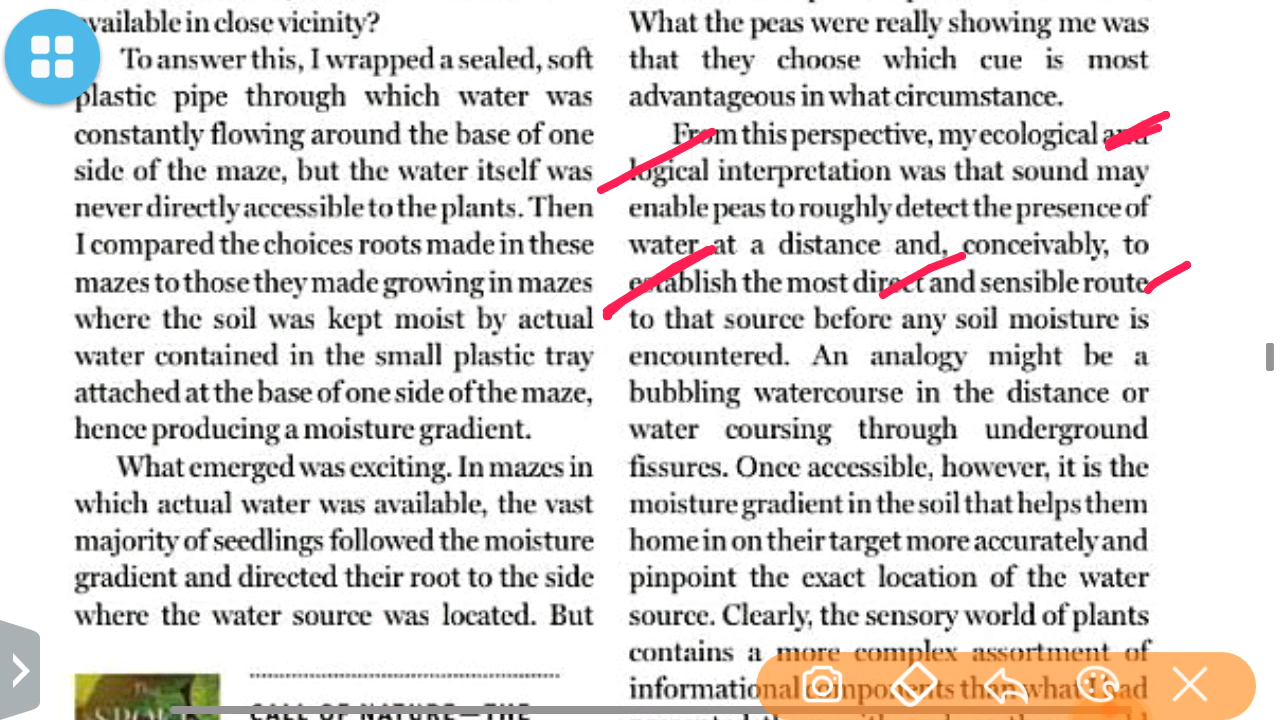 available in close vicinity?
To answer this, I wrapped a sealed, soft
plastic pipe through which water was
constantly flowing around the base of one
side of the maze, but the water itself was
never directly accessible to the plants. Then
I compared the choices roots made in these
mazes to those they made growing in mazes
where the soil was kept moist by actual
water contained in the small plastic tray
attached at the base of one side of the maze,
hence producing a moisture gradient.
What emerged was exciting. In mazes in
which actual water was available, the vast
majority of seedlings followed the moisture
gradient and directed their root to the side
where the water source was located. But
CALL OF NATURE—THE
What the peas were really showing me was
that they choose which cue is most
advantageous in what circumstance.
From this perspective, my ecological and
logical interpretation was that sound may
enable peas to roughly detect the presence of
water at a distance and, conceivably, to
establish the most direct and sensible route
to that source before any soil moisture is
encountered. An analogy might be a
bubbling watercourse in the distance or
water coursing through underground
fissures. Once accessible, however, it is the
moisture gradient in the soil that helps them
home in on their target more accurately and
pinpoint the exact location of the water
source. Clearly, the sensory world of plants
contains a more complex assortment of
informational components than what I had